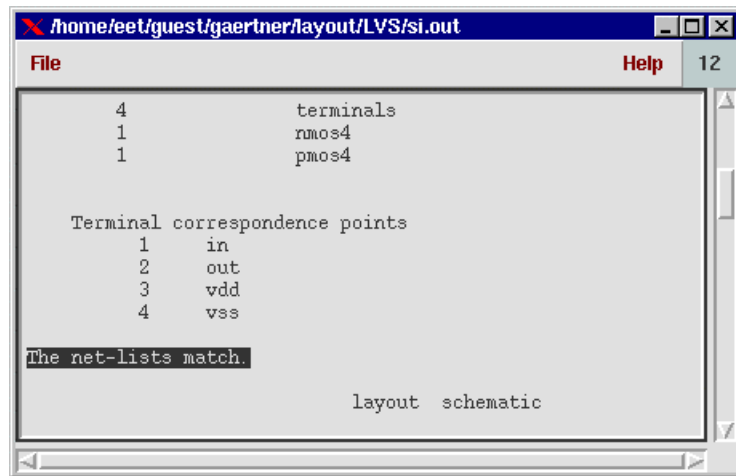 /home/eet/guest/gaertner/layout/LVS/si.out
File Help 12
4 terminals
1 nmos4
1 pmos4
Terminal correspondence points
1 in
2 out
3 vdd
4 vss
The net-lists match.
layout schematic